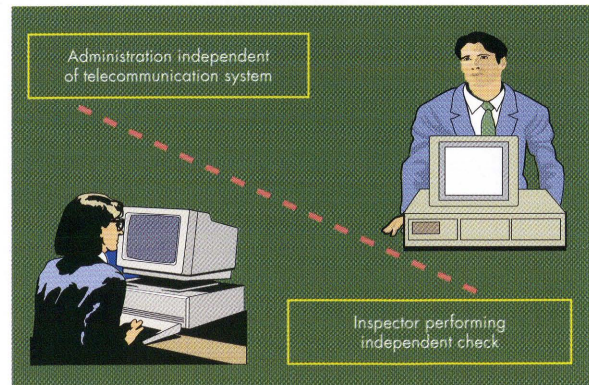 Administration independent
of telecommunication system
Inspector performing
independent check